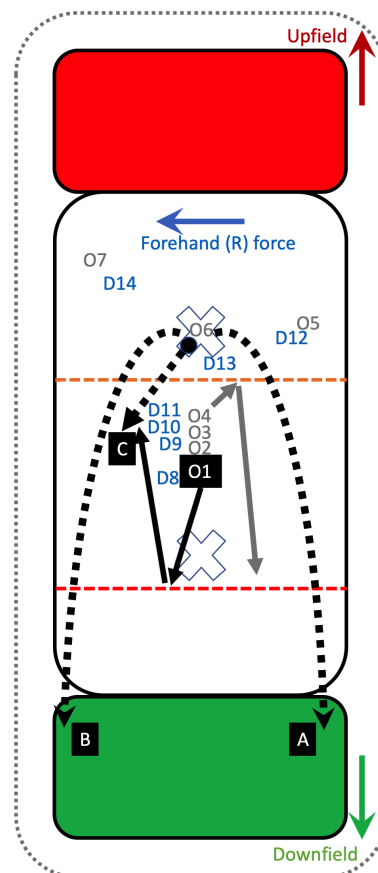 Upfield
Forehand (R) force
O7
D14
O6
O5
D12
D13
D11
O4
D10
O3
D9
O2
C
D8
O1
B
A
Downfield